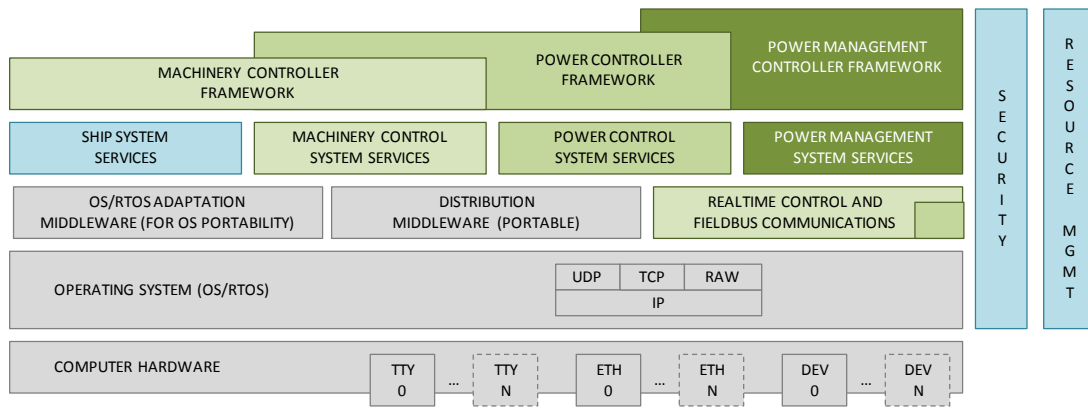 POWER MANAGEMENT
CONTROLLER FRAMEWORK
POWER CONTROLLER
FRAMEWORK
MACHINERY CONTROLLER
FRAMEWORK
SHIP SYSTEM
SERVICES
MACHINERY CONTROL
SYSTEM SERVICES
POWER CONTROL
SYSTEM SERVICES
POWER MANAGEMENT
SYSTEM SERVICES
OS/RTOS ADAPTATION
MIDDLEWARE (FOR OS PORTABILITY)
DISTRIBUTION
MIDDLEWARE (PORTABLE)
REALTIME CONTROL AND
FIELDBUS COMMUNICATIONS
OPERATING SYSTEM (OS/RTOS)
UDP TCP RAW
IP
COMPUTER HARDWARE
TTY
0
...
TTY
N
ETH
0
...
ETH
N
DEV
0
...
DEV
N
SECURITY
RESOURCE MGMT